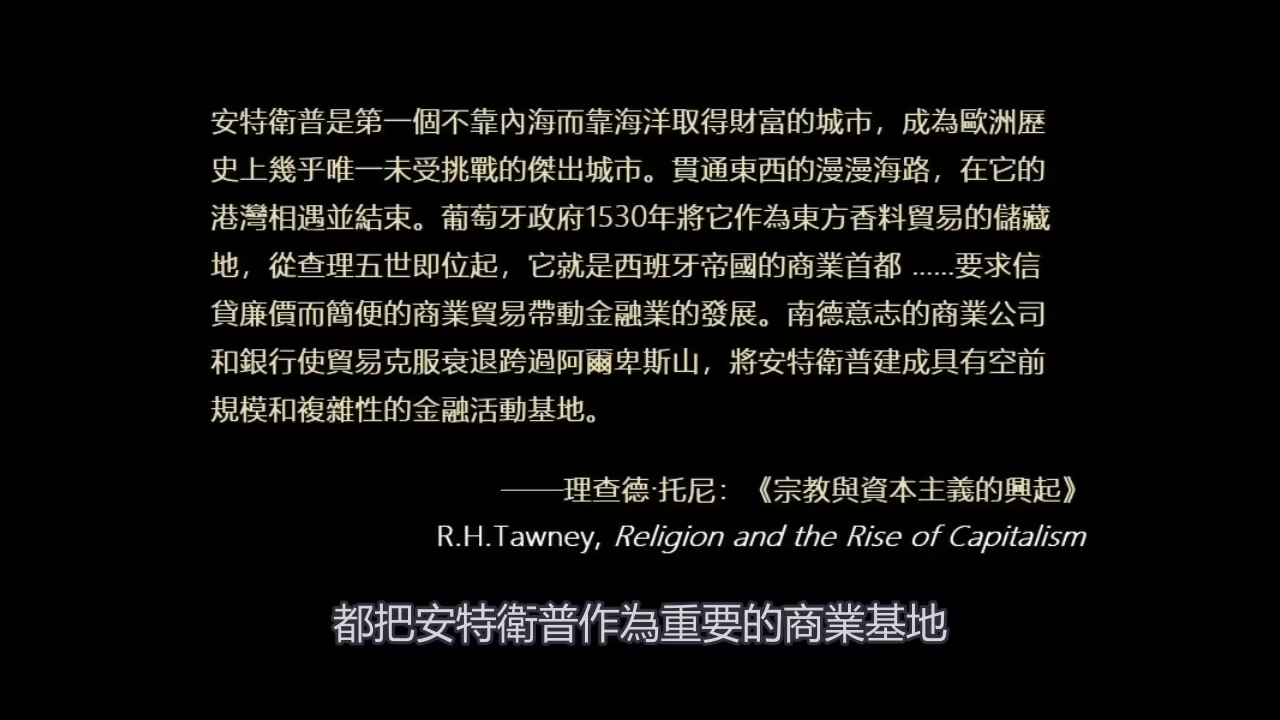 安特衛普是第一個不靠內海而靠海洋取得財富的城市，成為歐洲歷
史上幾乎唯一未受挑戰的傑出城市。貫通東西的漫漫海路，在它的
港灣相遇並結束。葡萄牙政府1530年將它作為東方香料貿易的儲藏
地，從查理五世即位起，它就是西班牙帝國的商業首都 ......要求信
貸廉價而簡便的商業貿易帶動金融業的發展。南德意志的商業公司
和銀行使貿易克服衰退跨過阿爾卑斯山，將安特衛普建成具有空前
規模和複雜性的金融活動基地。
——理查德·托尼：《宗教與資本主義的興起》
R.H.Tawney, Religion and the Rise of Capitalism
都把安特衛普作為重要的商業基地